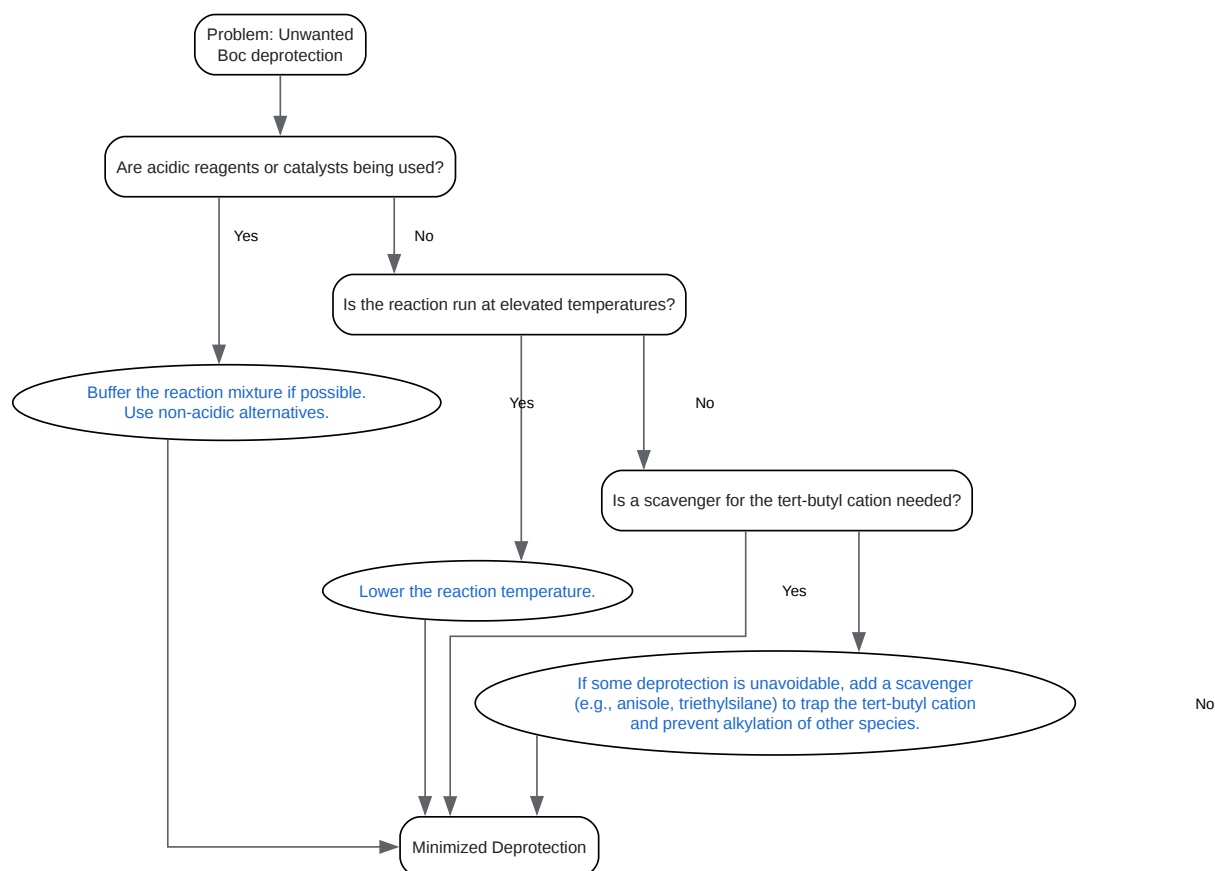 Problem: Unwanted
Boc deprotection
Are acidic reagents or catalysts being used?
Yes
No
Is the reaction run at elevated temperatures?
Buffer the reaction mixture if possible.
Use non-acidic alternatives.
Yes
No
Is a scavenger for the tert-butyl cation needed?
Lower the reaction temperature.
Yes
If some deprotection is unavoidable, add a scavenger
(e.g., anisole, triethylsilane) to trap the tert-butyl cation
and prevent alkylation of other species.
No
Minimized Deprotection